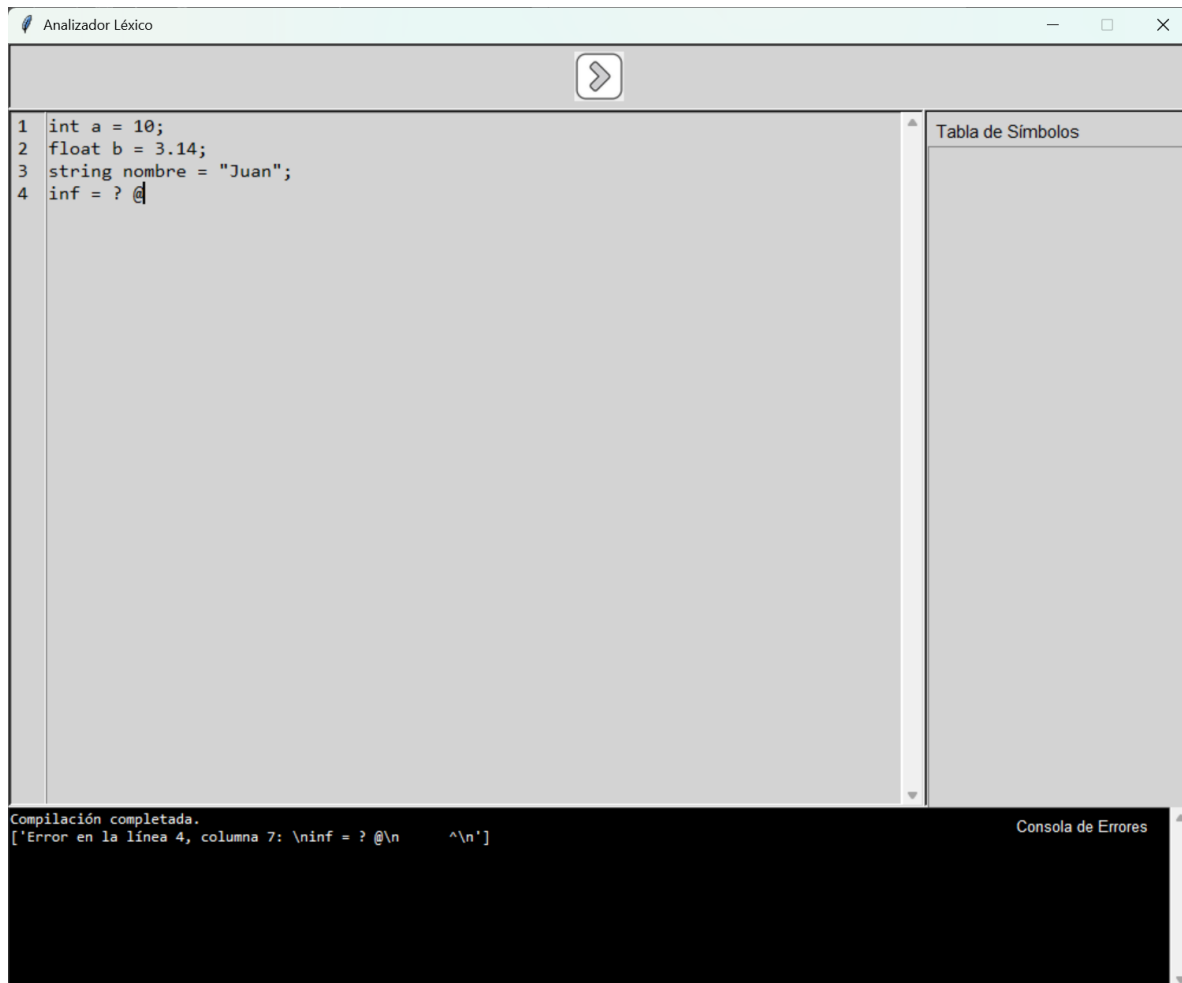 Analizador Léxico
1 int a = 10;
2 float b = 3.14;
3 string nombre = "Juan";
4 inf = ? @
Tabla de Símbolos
Compilación completada.
['Error en la línea 4, columna 7: \ninf = ? @\n      ^\n']
Consola de Errores